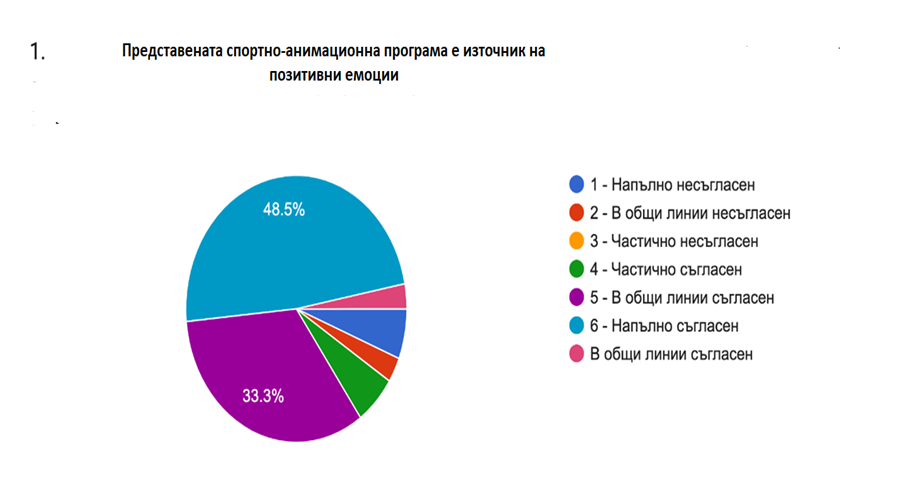 1.
Представената спортно-анимационна програма е източник на
позитивни емоции
48.5%
33.3%
1 - Напълно несъгласен
2 - В общи линии несъгласен
3 - Частично несъгласен
4 - Частично съгласен
5 - В общи линии съгласен
6 - Напълно съгласен
В общи линии съгласен